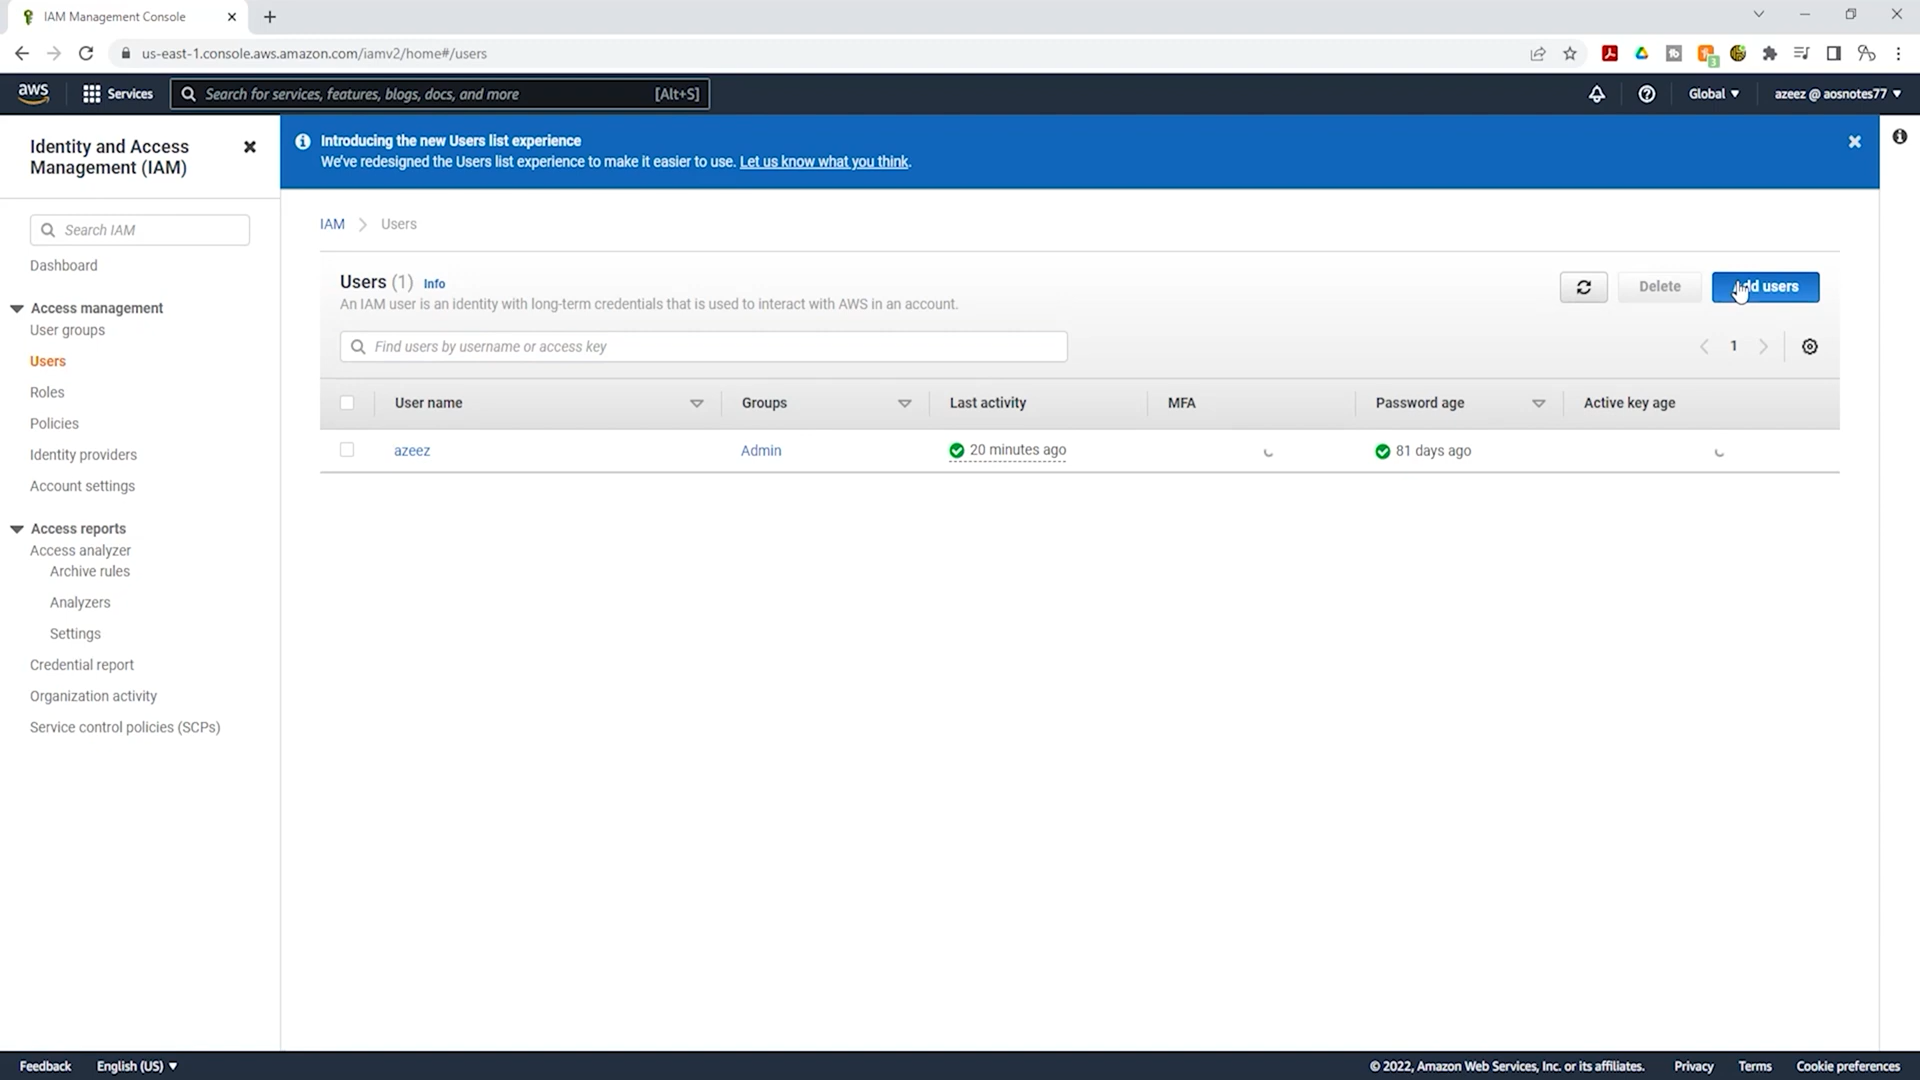 IAM Management Console
us-east-1.console.aws.amazon.com/iamv2/home#/users
3
aws
Services
Search for services, features, blogs, docs, and more
[Alt+S]
Global
azeez @ aosnotes77
Identity and Access
Management (IAM)
Search IAM
Dashboard
Access management
User groups
Users
Roles
Policies
Identity providers
Account settings
Access reports
Access analyzer
Archive rules
Analyzers
Settings
Credential report
Organization activity
Service control policies (SCPs)
Introducing the new Users list experience
We've redesigned the Users list experience to make it easier to use. Let us know what you think.
IAM
Users
Users (1) Info
An IAM user is an identity with long-term credentials that is used to interact with AWS in an account.
Delete
Add users
Find users by username or access key
1
User name
Groups
Last activity
MFA
Password age
Active key age
azeez
Admin
20 minutes ago
81 days ago
Feedback
English (US)
© 2022, Amazon Web Services, Inc. or its affiliates.
Privacy
Terms
Cookie preferences